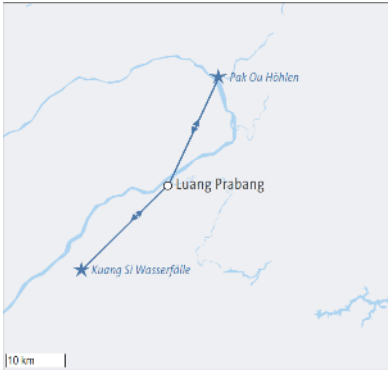 Pak Ou Höhlen
Luang Prabang
Kuang Si Wasserfälle
10 km